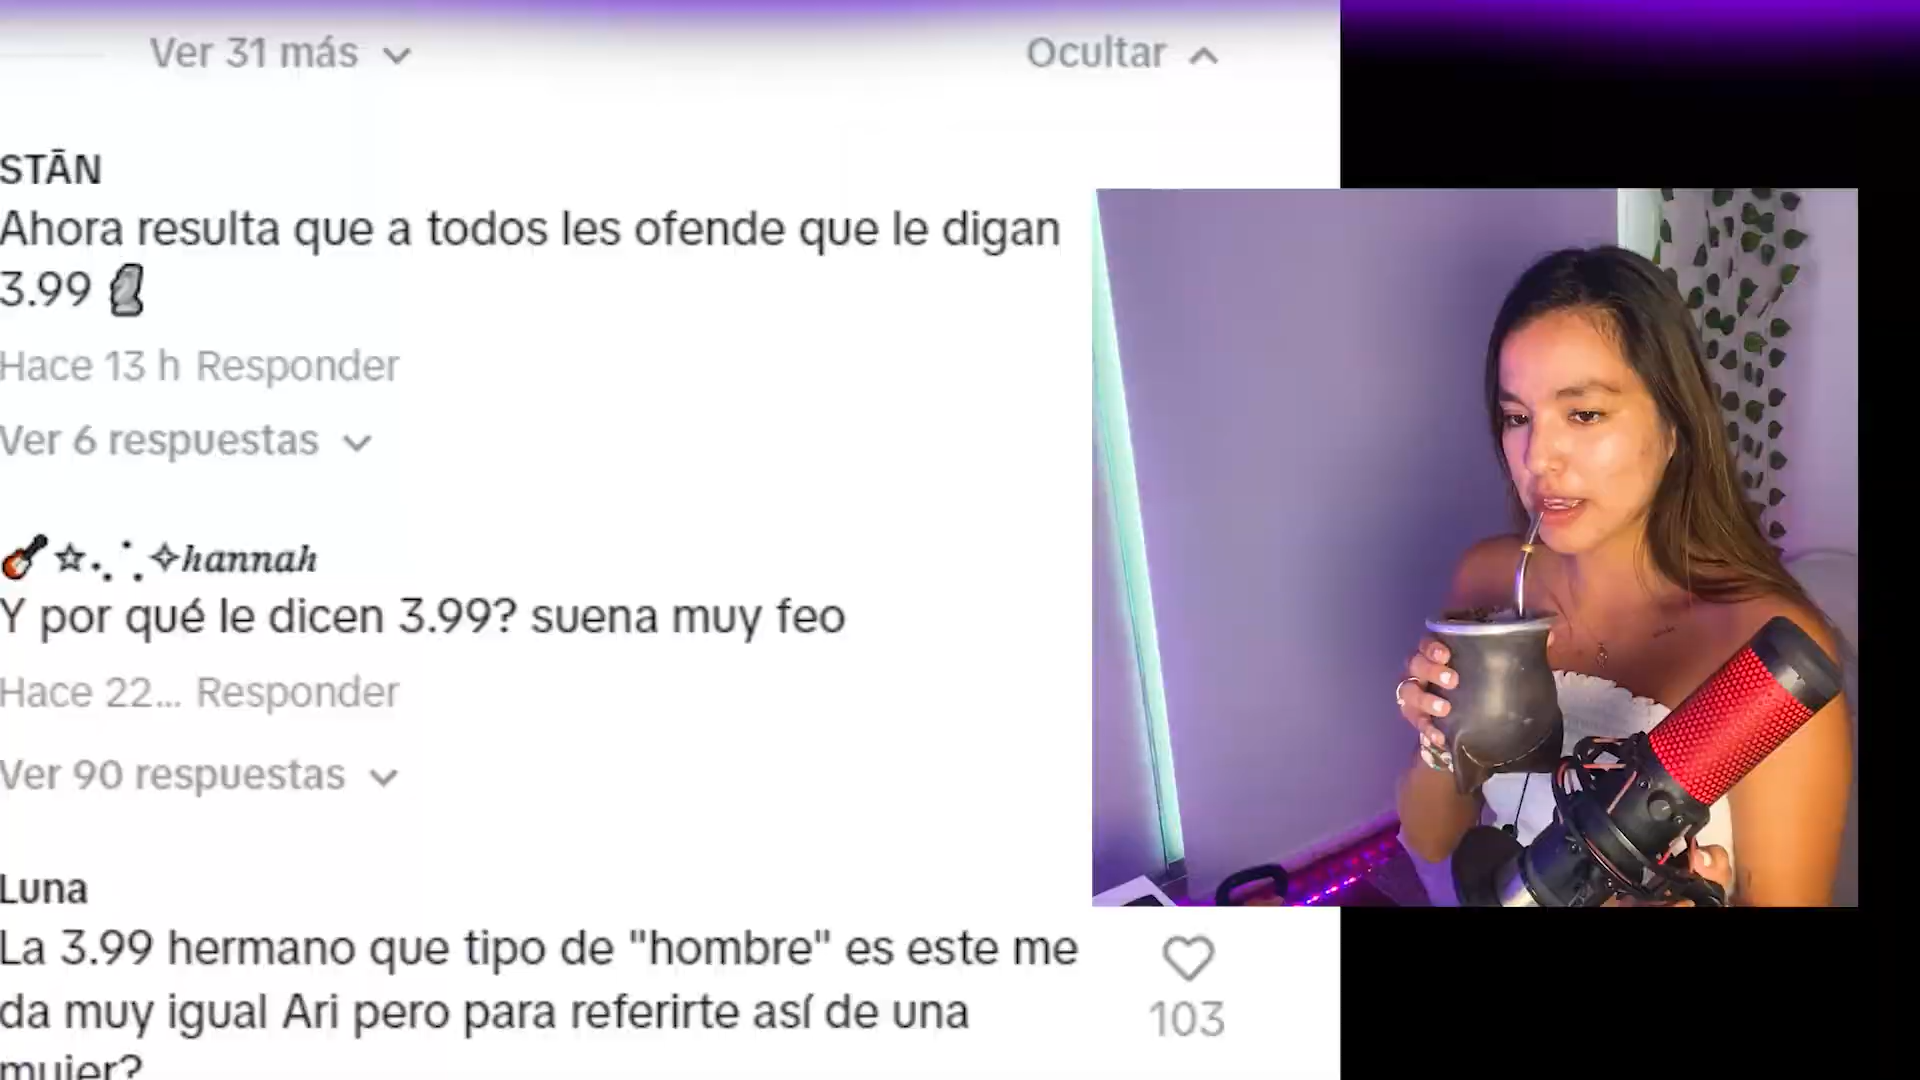 Ver 31 más
Ocultar
STĀN
Ahora resulta que a todos les ofende que le digan
3.99 🗿
Hace 13 h Responder
Ver 6 respuestas
🎸☆⋆⁺₊✧hannah
Y por qué le dicen 3.99? suena muy feo
Hace 22... Responder
Ver 90 respuestas
Luna
La 3.99 hermano que tipo de "hombre" es este me
da muy igual Ari pero para referirte así de una
mujer?
103